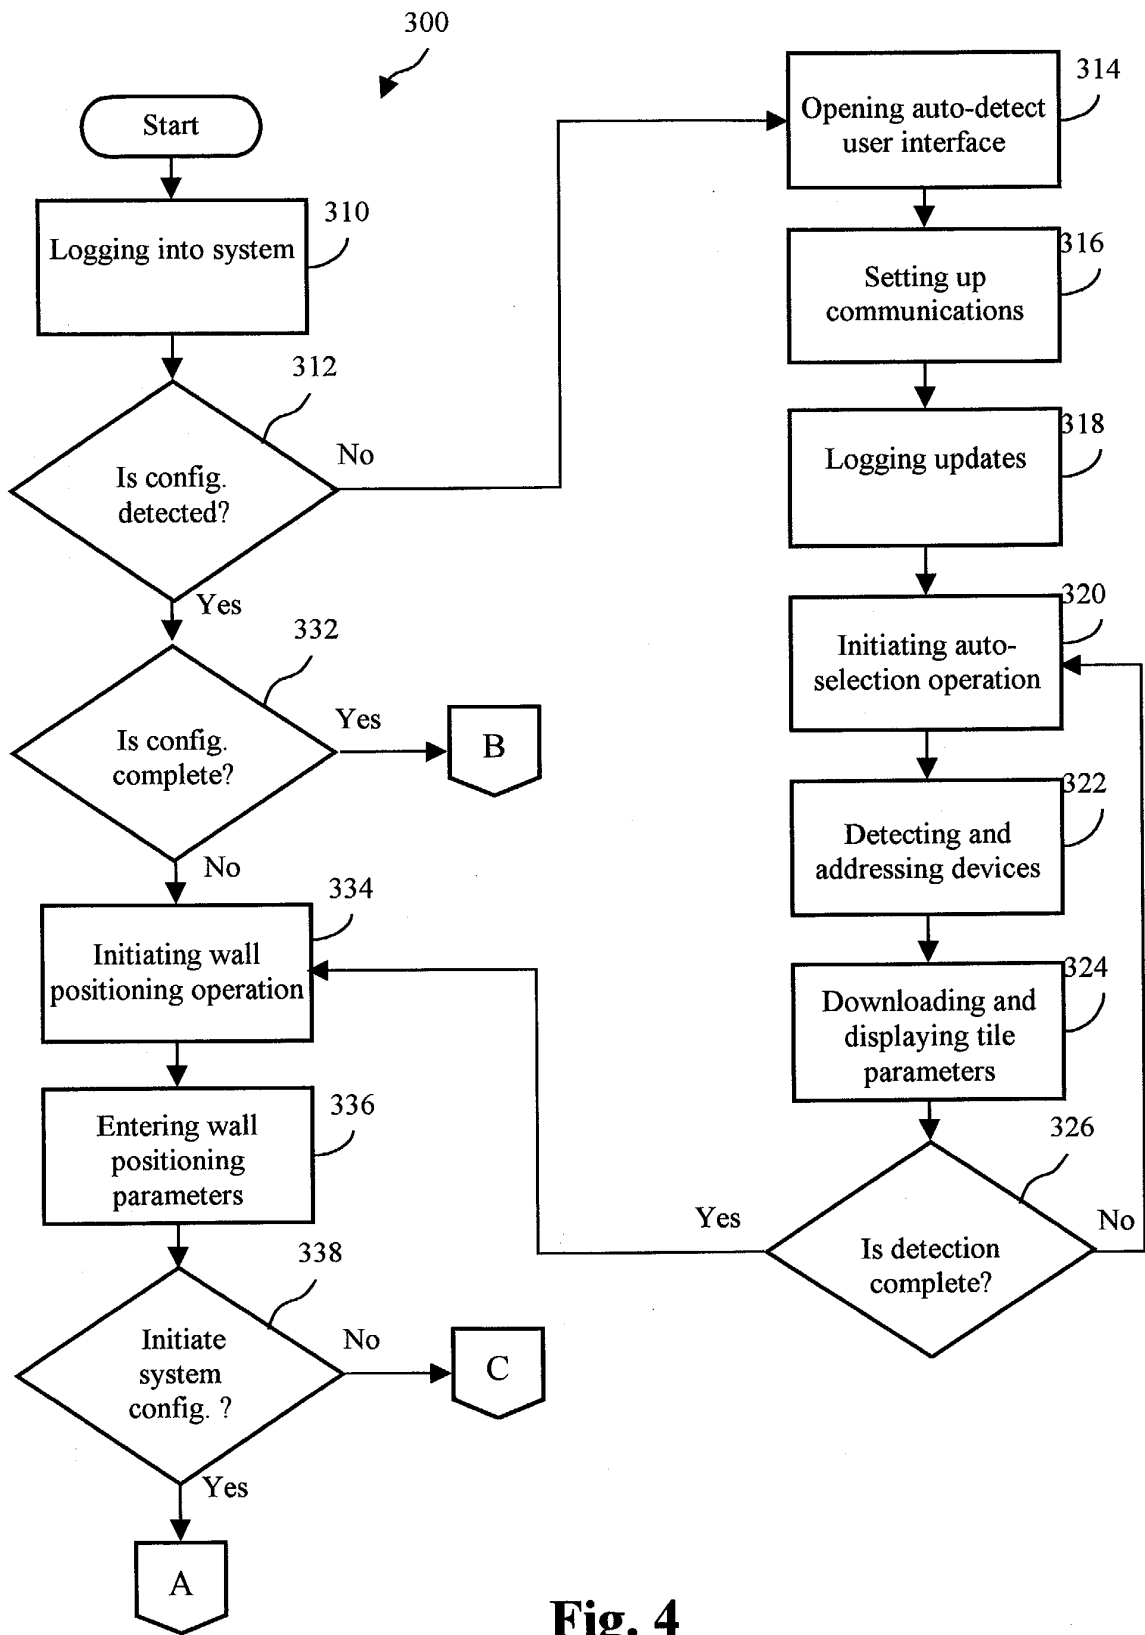 300
Start
310
Logging into system
312
Is config.
detected?
No
Yes
332
Is config.
complete?
Yes
B
No
334
Initiating wall
positioning operation
336
Entering wall
positioning
parameters
338
Initiate
system
config. ?
No
C
Yes
A
314
Opening auto-detect
user interface
316
Setting up
communications
318
Logging updates
320
Initiating auto-
selection operation
322
Detecting and
addressing devices
324
Downloading and
displaying tile
parameters
326
Is detection
complete?
Yes
No
Fig. 4